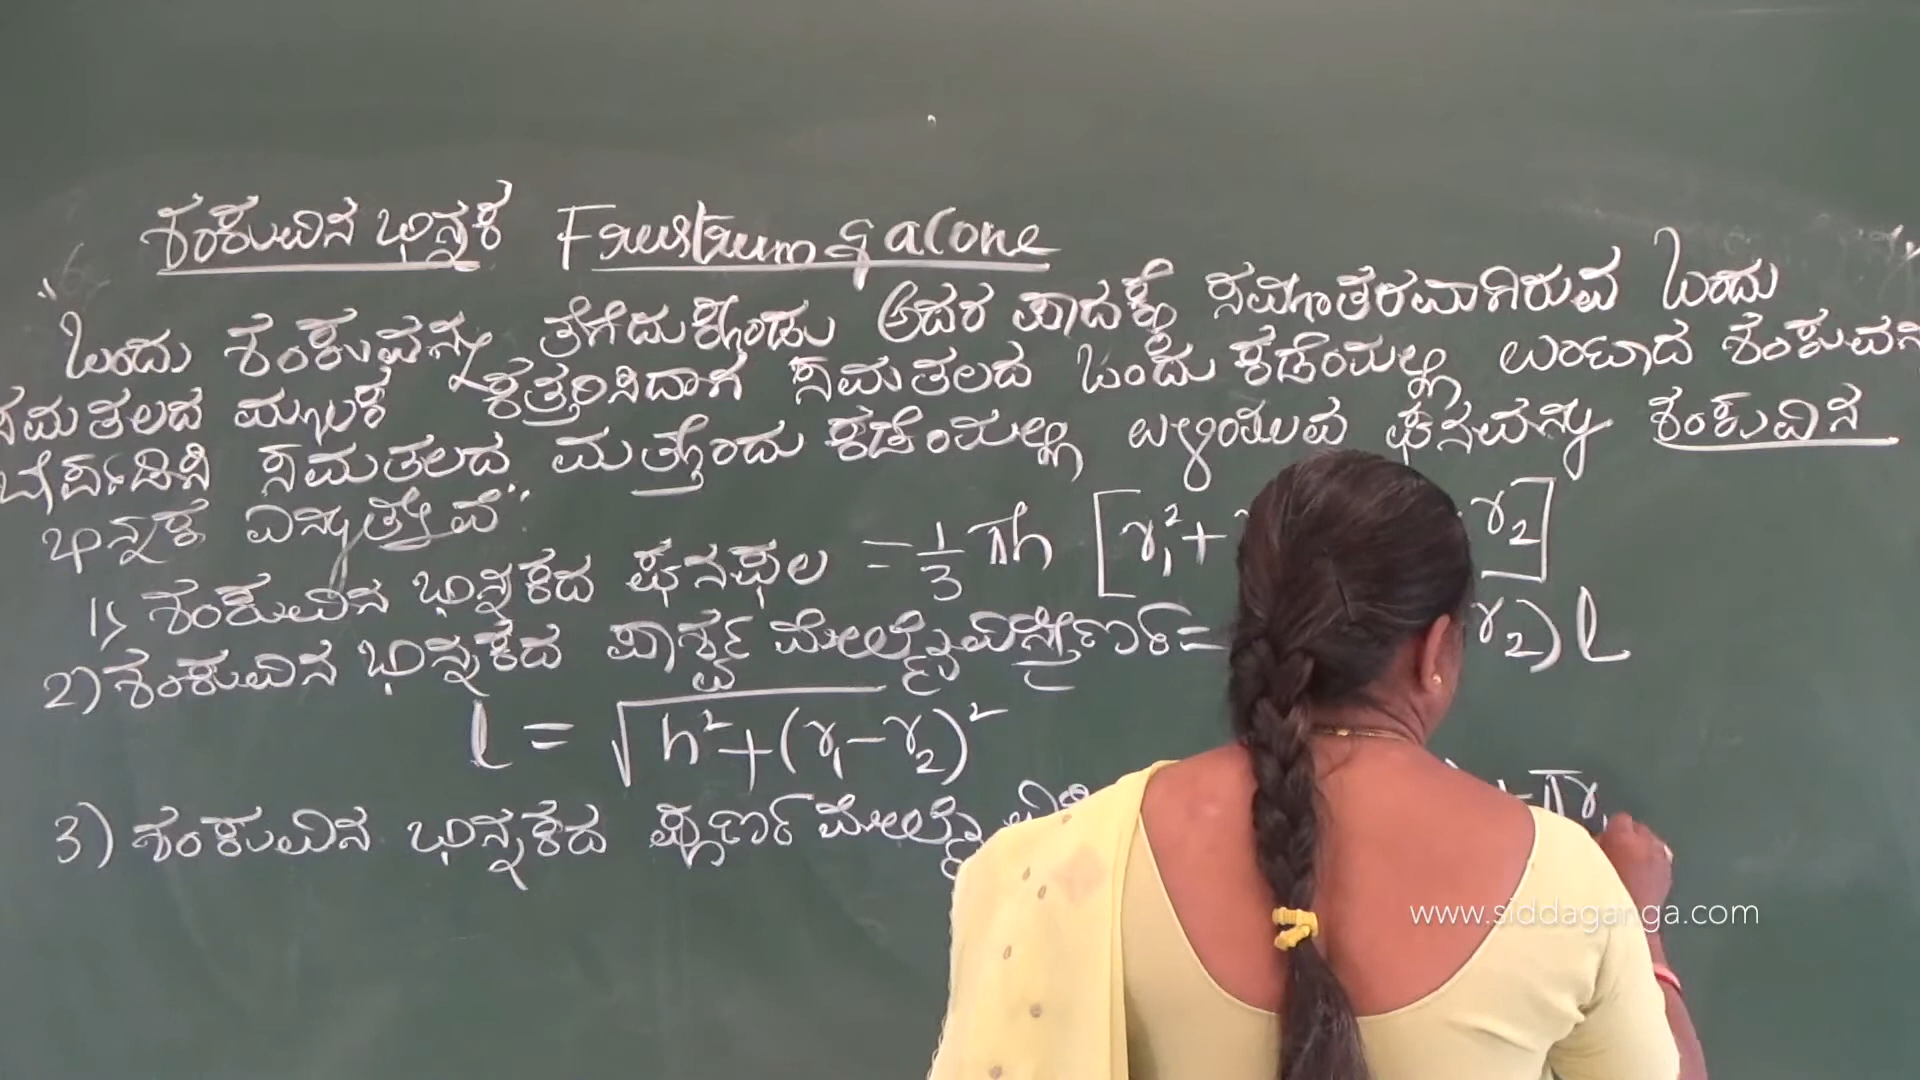 ಶಂಕುವಿನ ಭಿನ್ನಕ Frustum of a Cone
"ಒಂದು ಶಂಕುವನ್ನು ತೆಗೆದುಕೊಂಡು ಅದರ ಪಾದಕ್ಕೆ ಸಮಾಂತರವಾಗಿರುವ ಒಂದು
ಸಮತಲದ ಮೂಲಕ ಕತ್ತರಿಸಿದಾಗ ಸಮತಲದ ಒಂದು ಕಡೆಯಲ್ಲಿ ಉಂಟಾದ ಶಂಕುವನ್ನು
ಬೇರ್ಪಡಿಸಿ ಸಮತಲದ ಮತ್ತೊಂದು ಕಡೆಯಲ್ಲಿ ಉಳಿಯುವ ಘನವನ್ನು ಶಂಕುವಿನ
ಭಿನ್ನಕ ಎನ್ನುತ್ತೇವೆ".
1) ಶಂಕುವಿನ ಭಿನ್ನಕದ ಘನಫಲ = 1/3 πh [r₁² + r₂]
2) ಶಂಕುವಿನ ಭಿನ್ನಕದ ಪಾರ್ಶ್ವ ಮೇಲ್ಮೈ ವಿಸ್ತೀರ್ಣ = r₂) l
l = √h² + (r₁ - r₂)²
3) ಶಂಕುವಿನ ಭಿನ್ನಕದ ಪೂರ್ಣ ಮೇಲ್ಮೈ + πr₁
www.siddaganga.com